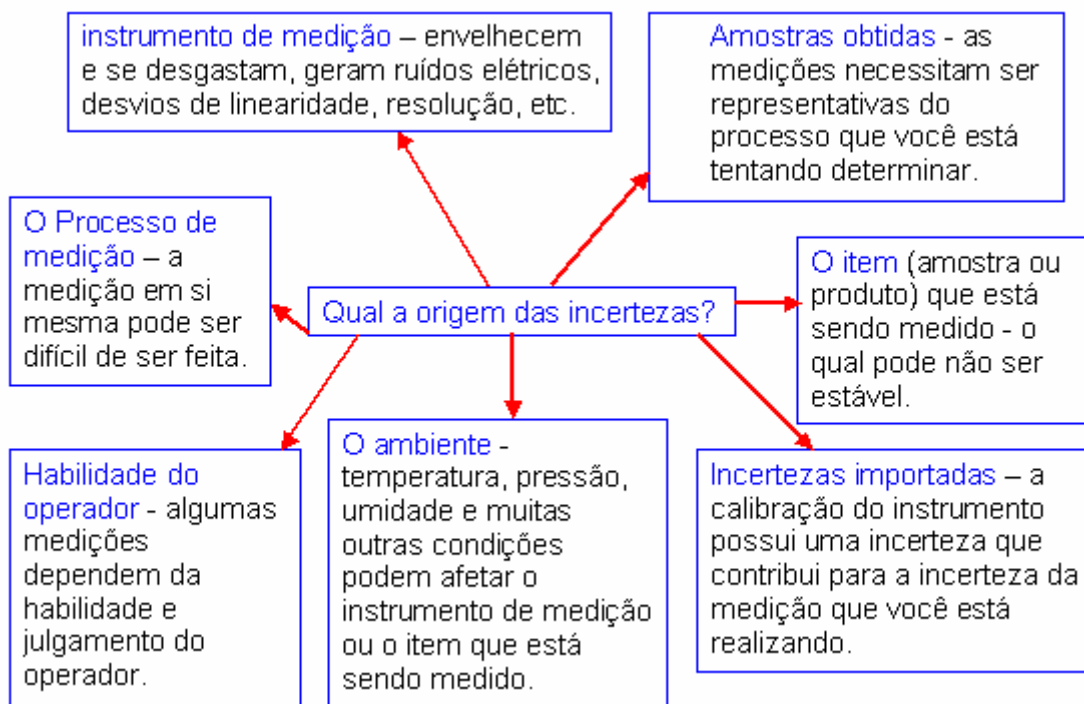 instrumento de medição – envelhecem
e se desgastam, geram ruídos elétricos,
desvios de linearidade, resolução, etc.
Amostras obtidas - as
medições necessitam ser
representativas do
processo que você está
tentando determinar.
O Processo de
medição – a
medição em si
mesma pode ser
difícil de ser feita.
Qual a origem das incertezas?
O item (amostra ou
produto) que está
sendo medido - o
qual pode não ser
estável.
Habilidade do
operador - algumas
medições
dependem da
habilidade e
julgamento do
operador.
O ambiente -
temperatura, pressão,
umidade e muitas
outras condições
podem afetar o
instrumento de medição
ou o item que está
sendo medido.
Incertezas importadas – a
calibração do instrumento
possui uma incerteza que
contribui para a incerteza da
medição que você está
realizando.